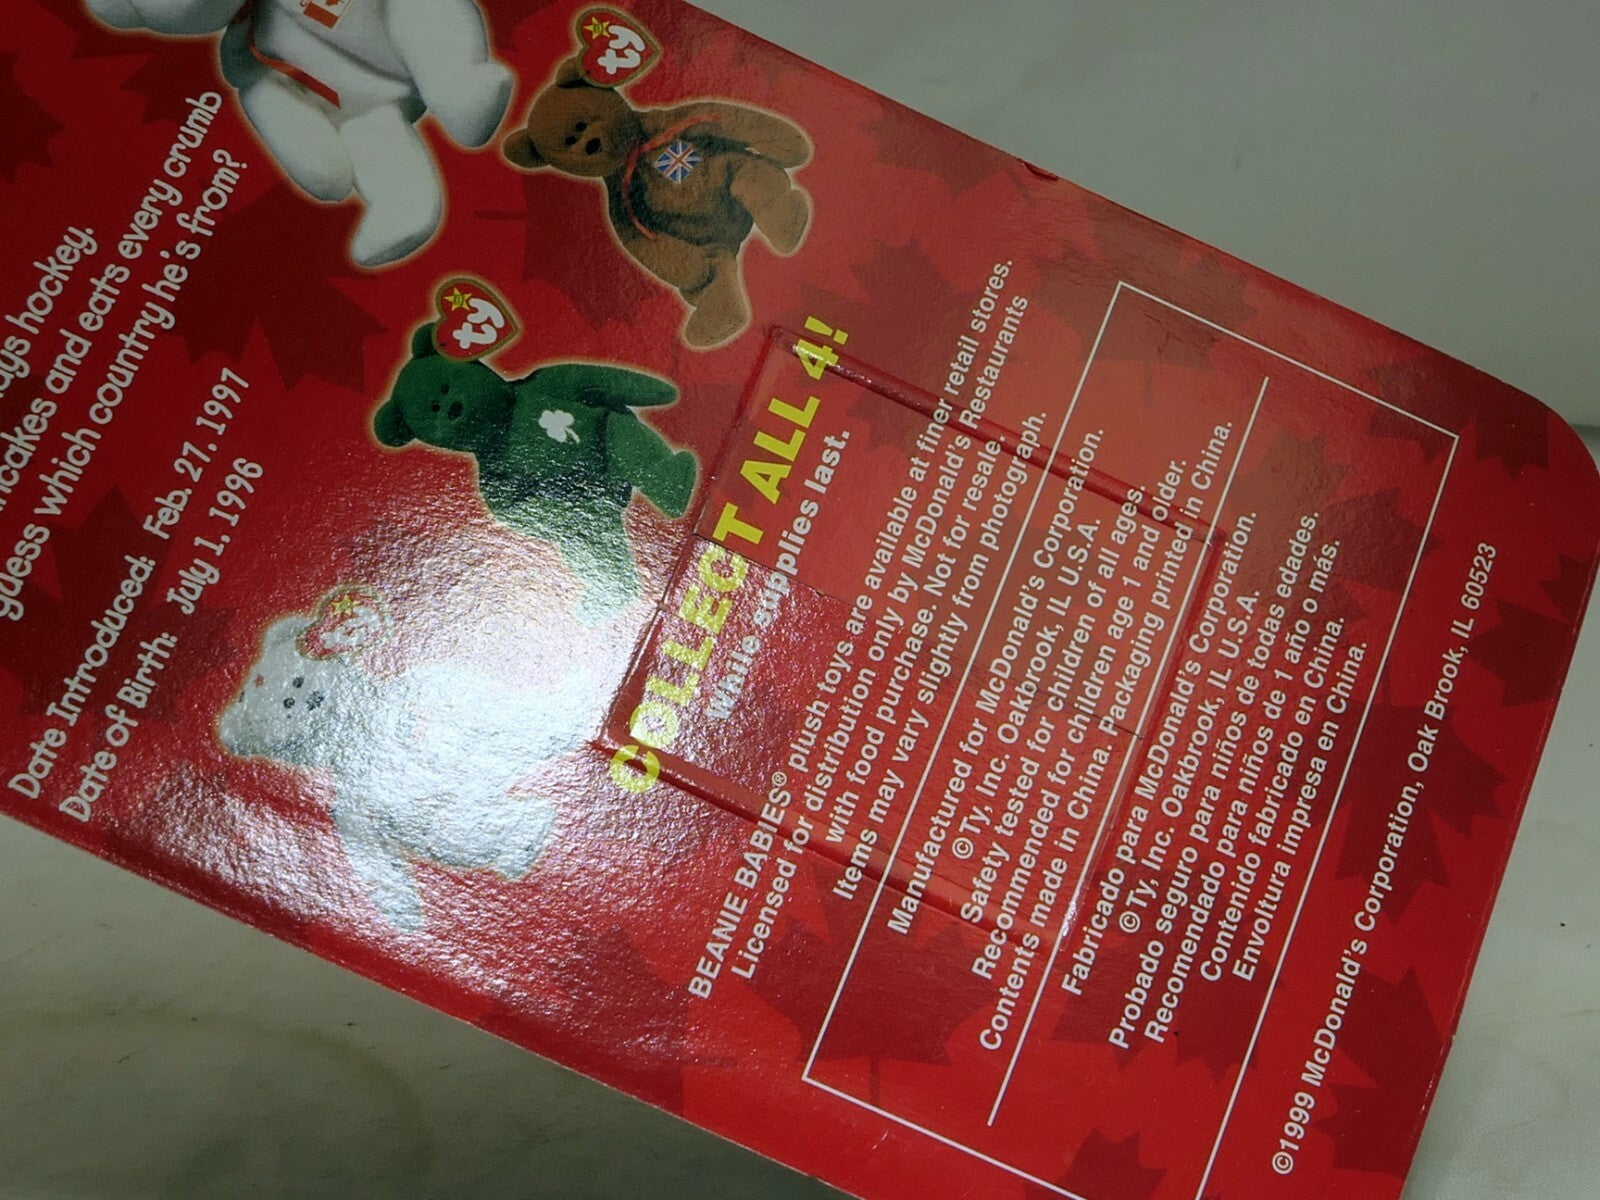 ty
ty
hockey.
and eats every crumb
guess which country he's from?
Date Introduced: Feb. 27, 1997
Date of Birth: July 1, 1996
ty
COLLECT ALL 4!
While supplies last.
BEANIE BABIES® plush toys are available at finer retail stores.
Licensed for distribution only by McDonald's Restaurants
with food purchase. Not for resale.
Items may vary slightly from photograph.
Manufactured for McDonald's Corporation.
©Ty, Inc. Oakbrook, IL U.S.A.
Safety tested for children of all ages.
Recommended for children age 1 and older.
Contents made in China. Packaging printed in China.
Fabricado para McDonald's Corporation.
©Ty, Inc. Oakbrook, IL U.S.A.
Probado seguro para niños de todas edades.
Recomendado para niños de 1 año o más.
Contenido fabricado en China.
Envoltura impresa en China.
©1999 McDonald's Corporation, Oak Brook, IL 60523